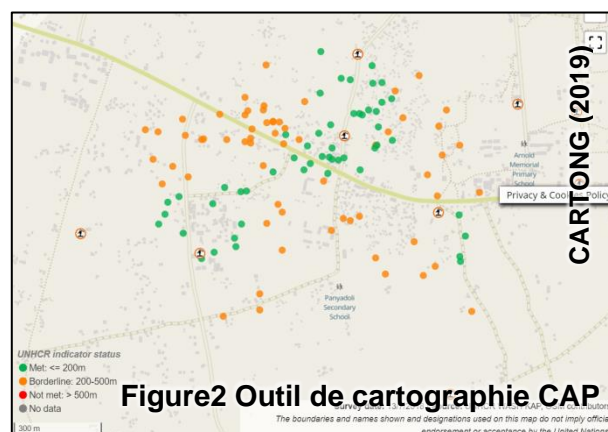 CARTONG (2019)
Arnold
Memorial
Primary
School
Privacy & Cookies Policy
Panyadoli
Secondary
School
UNHCR indicator status
Met: <= 200m
Borderline: 200-500m
Not met: > 500m
No data
Figure2 Outil de cartographie CAP
300 m
The boundaries and names shown and designations used on this map do not imply official
endorsement or acceptance by the United Nations